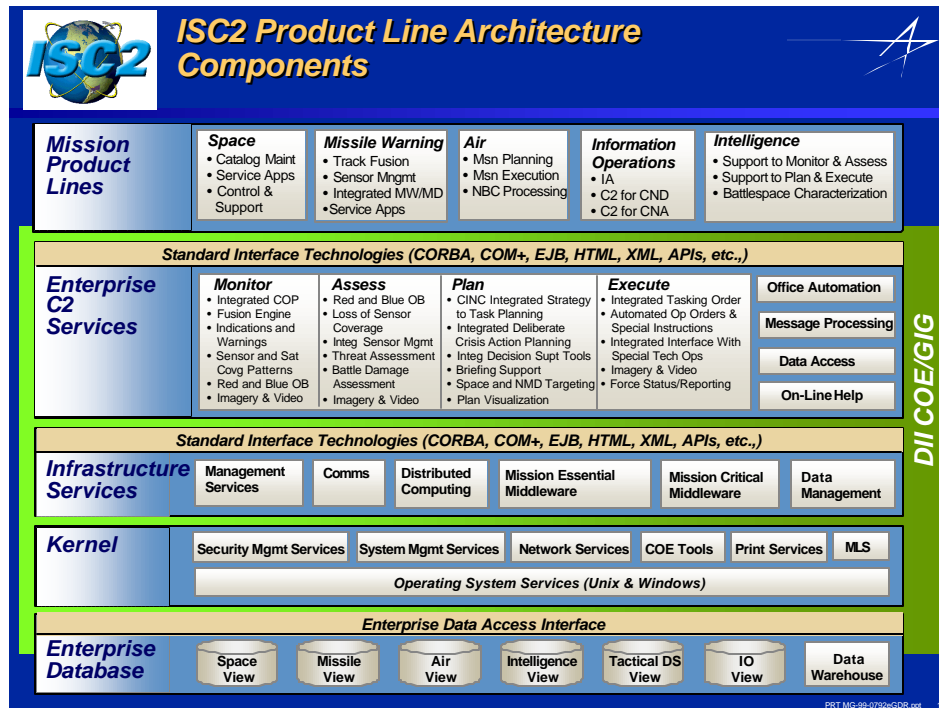 ISC2
ISC2 Product Line Architecture
Components
Mission
Product
Lines
Space
• Catalog Maint
• Service Apps
• Control &
Support
Missile Warning
• Track Fusion
• Sensor Mngmt
• Integrated MW/MD
•Service Apps
Air
• Msn Planning
• Msn Execution
• NBC Processing
Information
Operations
• IA
• C2 for CND
• C2 for CNA
Intelligence
• Support to Monitor & Assess
• Support to Plan & Execute
• Battlespace Characterization
Standard Interface Technologies (CORBA, COM+, EJB, HTML, XML, APIs, etc.,)
Enterprise
C2
Services
Monitor
• Integrated COP
• Fusion Engine
• Indications and
Warnings
• Sensor and Sat
Covg Patterns
• Red and Blue OB
• Imagery & Video
Assess
• Red and Blue OB
• Loss of Sensor
Coverage
• Integ Sensor Mgmt
• Threat Assessment
• Battle Damage
Assessment
• Imagery & Video
Plan
• CINC Integrated Strategy
to Task Planning
• Integrated Deliberate
Crisis Action Planning
• Integ Decision Supt Tools
• Briefing Support
• Space and NMD Targeting
• Plan Visualization
Execute
• Integrated Tasking Order
• Automated Op Orders &
Special Instructions
• Integrated Interface With
Special Tech Ops
• Imagery & Video
• Force Status/Reporting
Office Automation
Message Processing
Data Access
On-Line Help
DII COE/GIG
Standard Interface Technologies (CORBA, COM+, EJB, HTML, XML, APIs, etc.,)
Infrastructure
Services
Management
Services
Comms
Distributed
Computing
Mission Essential
Middleware
Mission Critical
Middleware
Data
Management
Kernel
Security Mgmt Services
System Mgmt Services
Network Services
COE Tools
Print Services
MLS
Operating System Services (Unix & Windows)
Enterprise Data Access Interface
Enterprise
Database
Space
View
Missile
View
Air
View
Intelligence
View
Tactical DS
View
IO
View
Data
Warehouse
PRT MG-99-0792eGDR.ppt